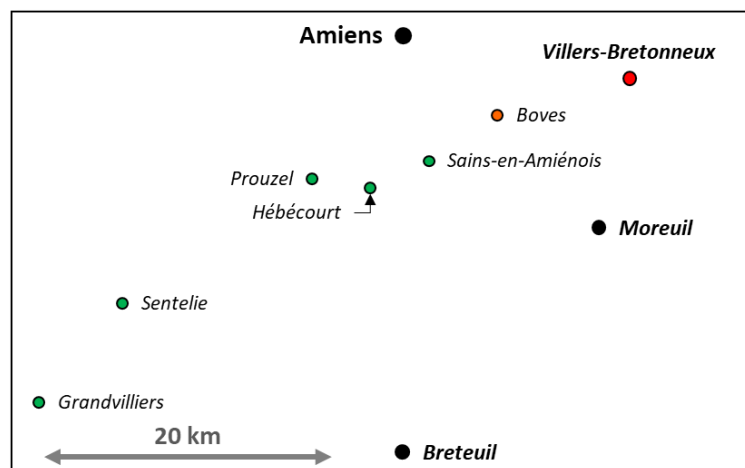 Amiens
Villers-Bretonneux
Boves
Sains-en-Amiénois
Prouzel
Hébécourt
Moreuil
Sentelie
Grandvilliers
20 km
Breteuil